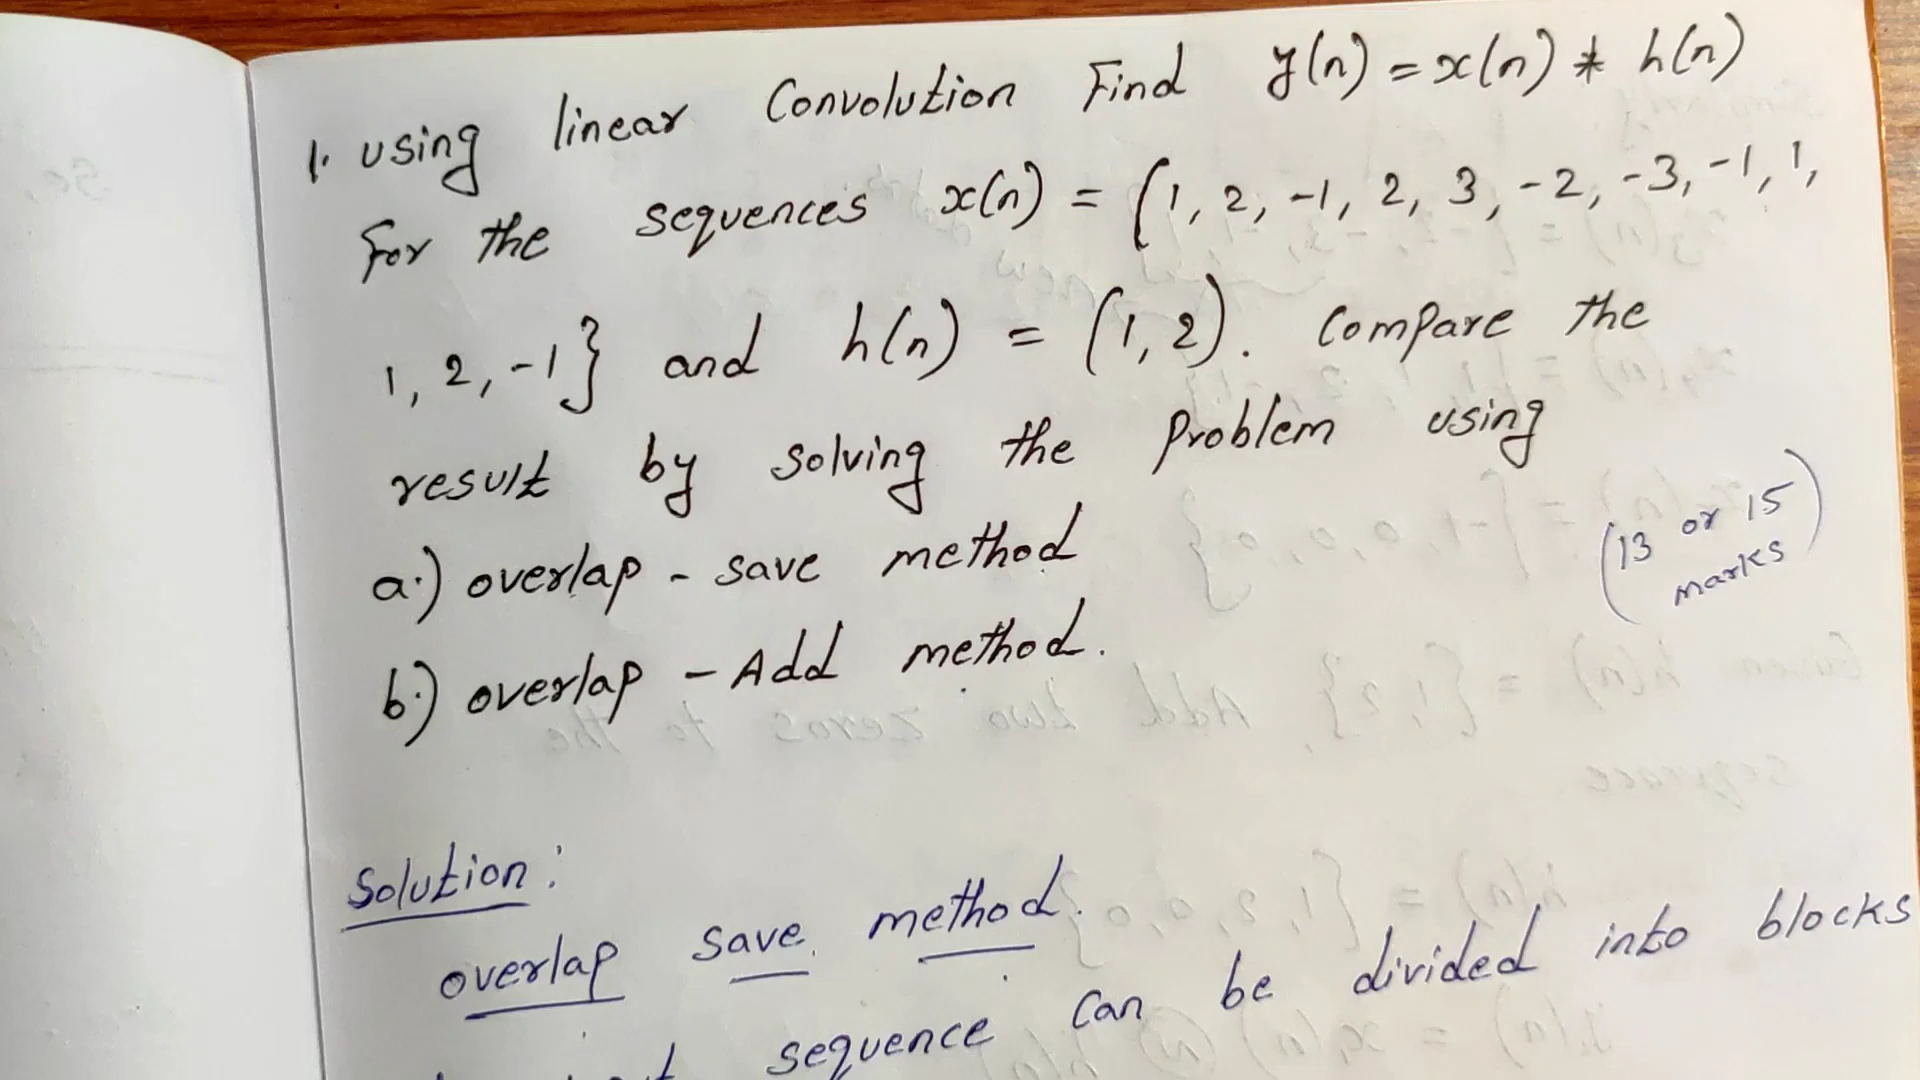 1. using linear Convolution Find y(n) = x(n) * h(n)
For the sequences x(n) = {1, 2, -1, 2, 3, -2, -3, -1, 1,
1, 2, -1} and h(n) = (1,2). Compare the
result by solving the Problem using
a.) overlap - save method
(13 or 15 marks)
b.) overlap - Add method.
Solution:
overlap save method.
sequence can be divided into blocks